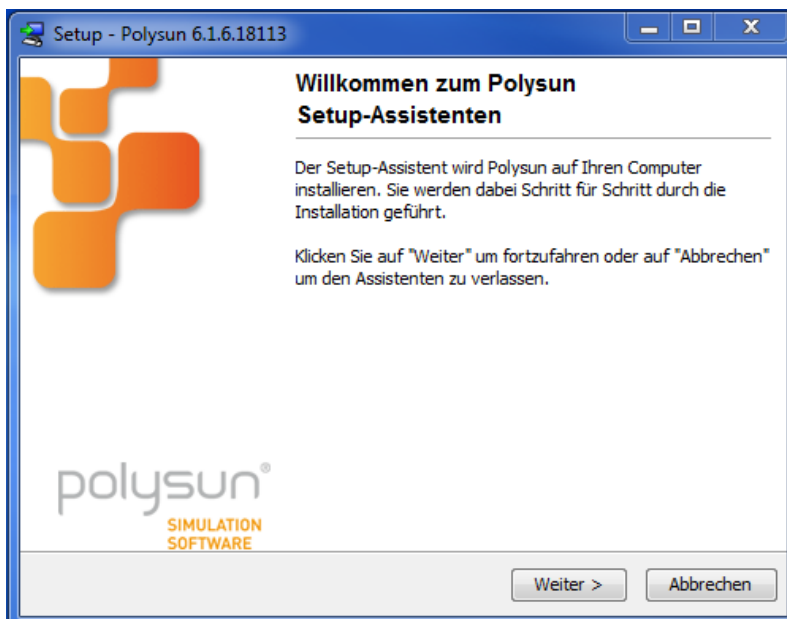 Setup - Polysun 6.1.6.18113
Willkommen zum Polysun
Setup-Assistenten
Der Setup-Assistent wird Polysun auf Ihren Computer
installieren. Sie werden dabei Schritt für Schritt durch die
Installation geführt.
Klicken Sie auf "Weiter" um fortzufahren oder auf "Abbrechen"
um den Assistenten zu verlassen.
polysun®
SIMULATION
SOFTWARE
Weiter >
Abbrechen